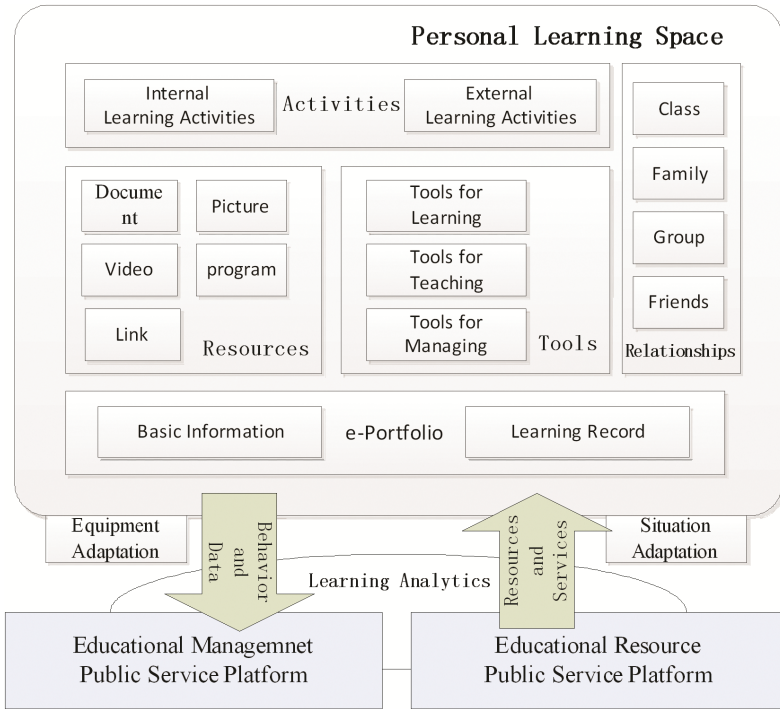 Personal Learning Space
Internal
Learning Activities
Activities
External
Learning Activities
Class
Family
Group
Friends
Relationships
Docume
nt
Picture
Video
program
Link
Resources
Tools for
Learning
Tools for
Teaching
Tools for
Managing
Tools
Basic Information
e-Portfolio
Learning Record
Equipment
Adaptation
Behavior
and
Data
Resources
and
Services
Situation
Adaptation
Learning Analytics
Educational Managemnet
Public Service Platform
Educational Resource
Public Service Platform